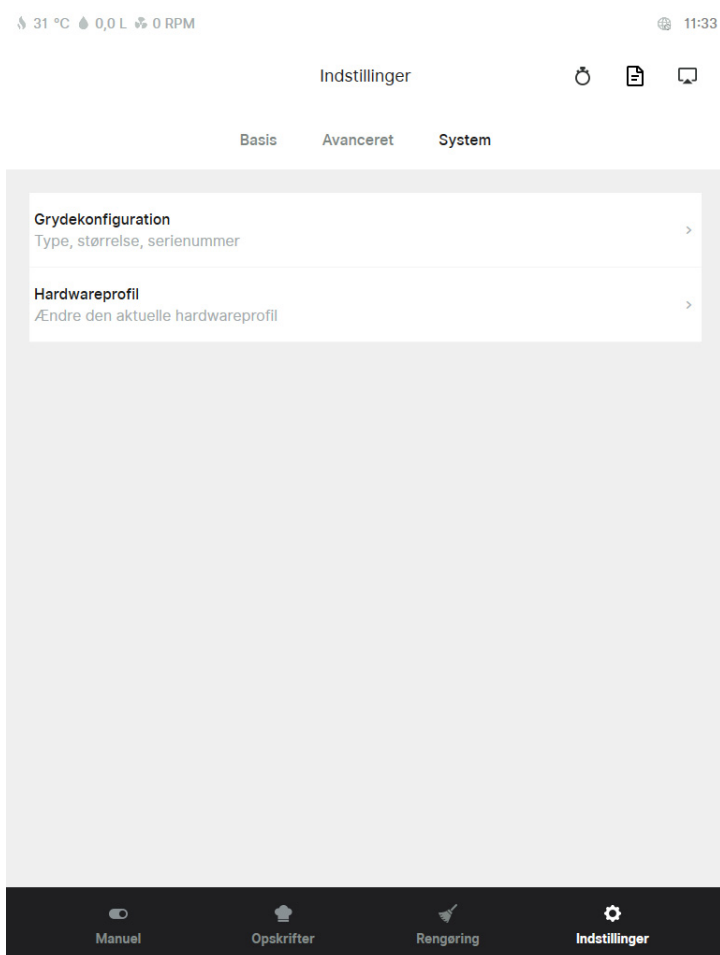 31 °C 0,0 L 0 RPM 11:33
Indstillinger
Basis Avanceret System
Grydekonfiguration
Type, størrelse, serienummer
Hardwareprofil
Ændre den aktuelle hardwareprofil
Manuel Opskrifter Rengøring Indstillinger